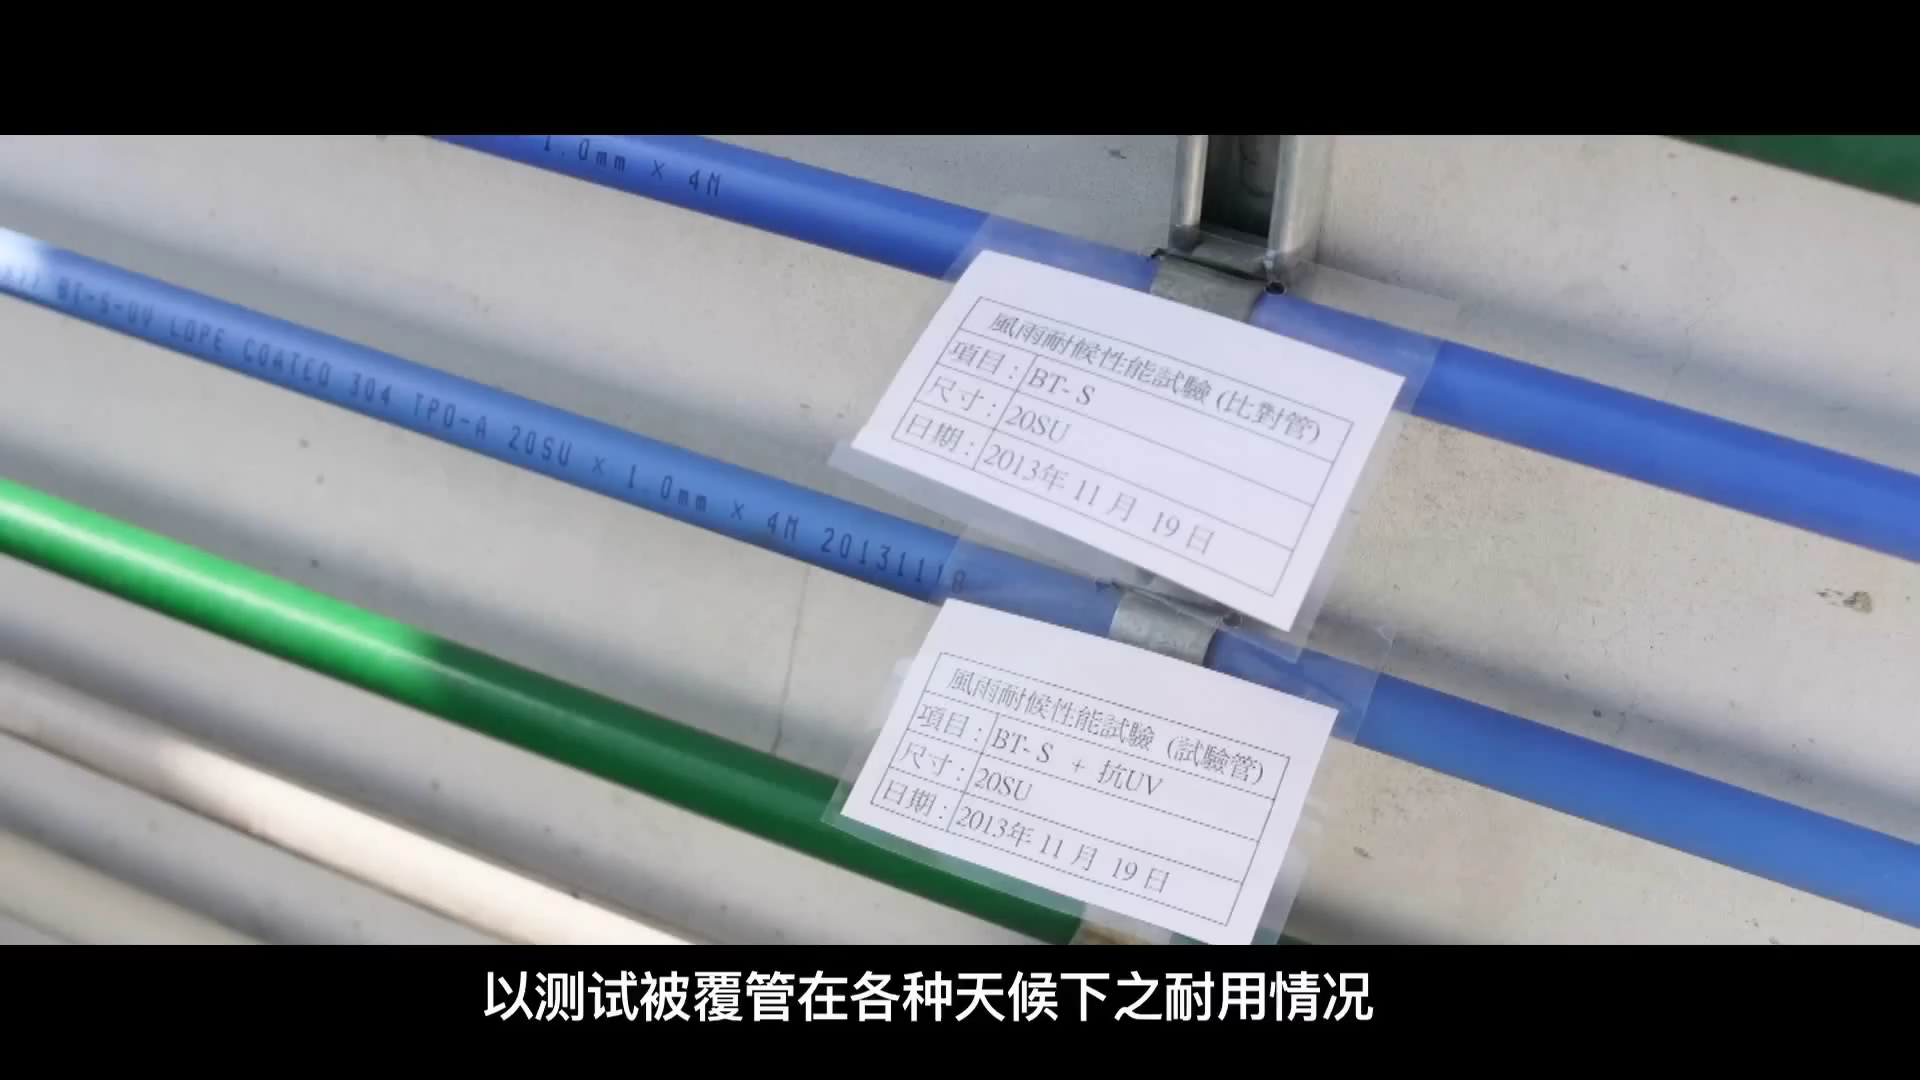 1.0mm × 4M
BT-S-UV LDPE COATED 304 TPO-A 20SU × 1.0mm × 4M 20131118
風雨耐候性能試驗 (比對管)
項目: BT- S
尺寸: 20SU
日期: 2013年 11 月 19 日
風雨耐候性能試驗 (試驗管)
項目: BT- S + 抗UV
尺寸: 20SU
日期: 2013年 11 月 19 日
以测试被覆管在各种天候下之耐用情况